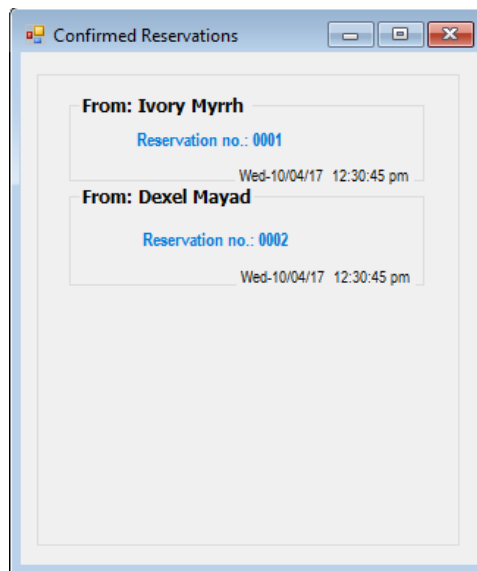 Confirmed Reservations
From: Ivory Myrrh
Reservation no.: 0001
Wed-10/04/17 12:30:45 pm
From: Dexel Mayad
Reservation no.: 0002
Wed-10/04/17 12:30:45 pm